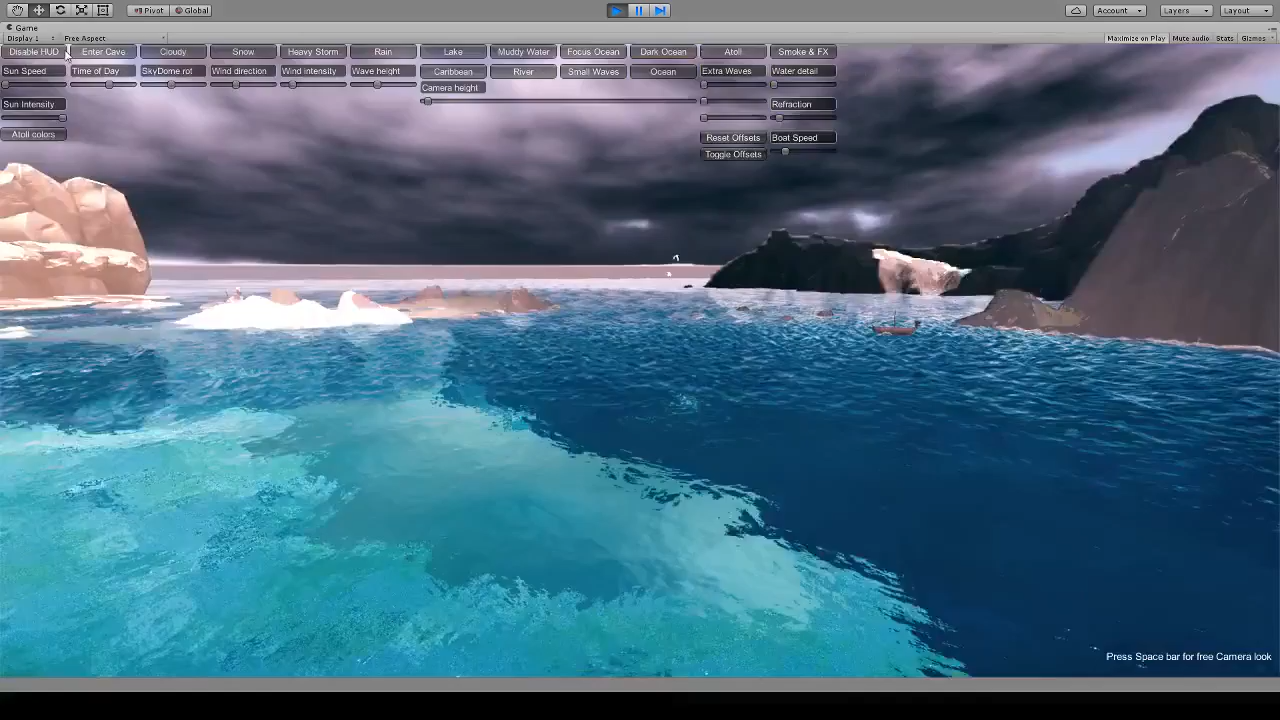 Pivot Global Account Layers Layout
Game
Display 1 Free Aspect Maximize on Play Mute audio Stats Gizmos
Disable HUD Enter Cave Cloudy Snow Heavy Storm Rain Lake Muddy Water Focus Ocean Dark Ocean Atoll Smoke & FX
Sun Speed Time of Day SkyDome rot Wind direction Wind intensity Wave height Caribbean River Small Waves Ocean Extra Waves Water detail
Camera height
Sun Intensity Refraction
Atoll colors Reset Offsets Boat Speed
Toggle Offsets
Press Space bar for free Camera look